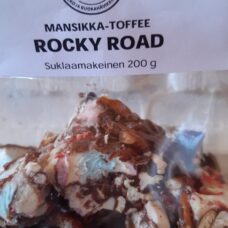 MANSIKKA-TOFFEE
ROCKY ROAD
Suklaamakeinen 200 g